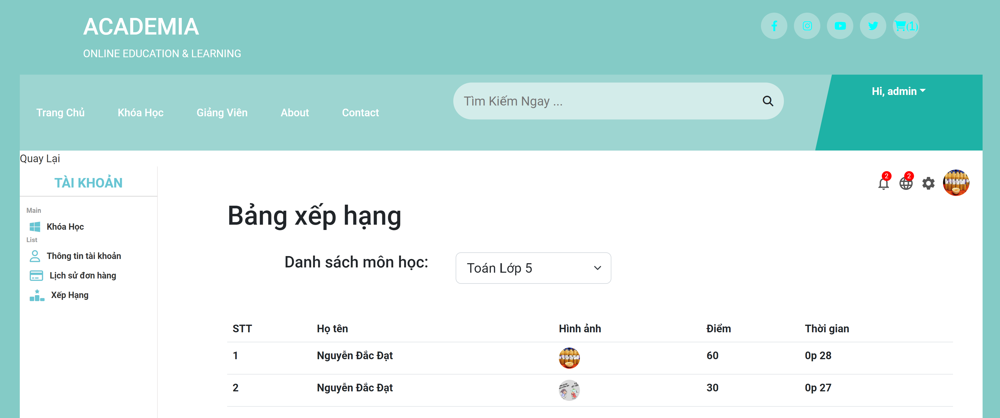 ACADEMIA
ONLINE EDUCATION & LEARNING
(1)
Trang Chủ Khóa Học Giảng Viên About Contact
Tìm Kiếm Ngay ...
Hi, admin
Quay Lại
TÀI KHOẢN
Main
Khóa Học
List
Thông tin tài khoản
Lịch sử đơn hàng
Xếp Hạng
2 2
Bảng xếp hạng
Danh sách môn học: Toán Lớp 5
STT Họ tên Hình ảnh Điểm Thời gian
1 Nguyễn Đắc Đạt 60 0p 28
2 Nguyễn Đắc Đạt 30 0p 27